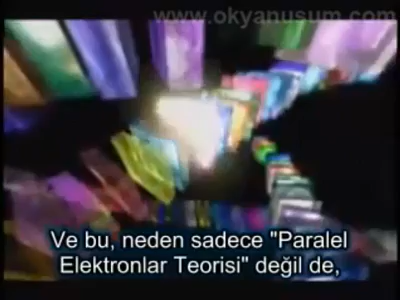 www.okyanusum.com
Ve bu, neden sadece "Paralel
Elektronlar Teorisi" değil de,